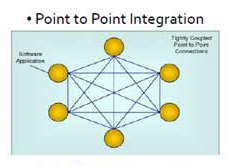 • Point to Point Integration
Tightly Coupled
Point to Point
Connections
Software
Application